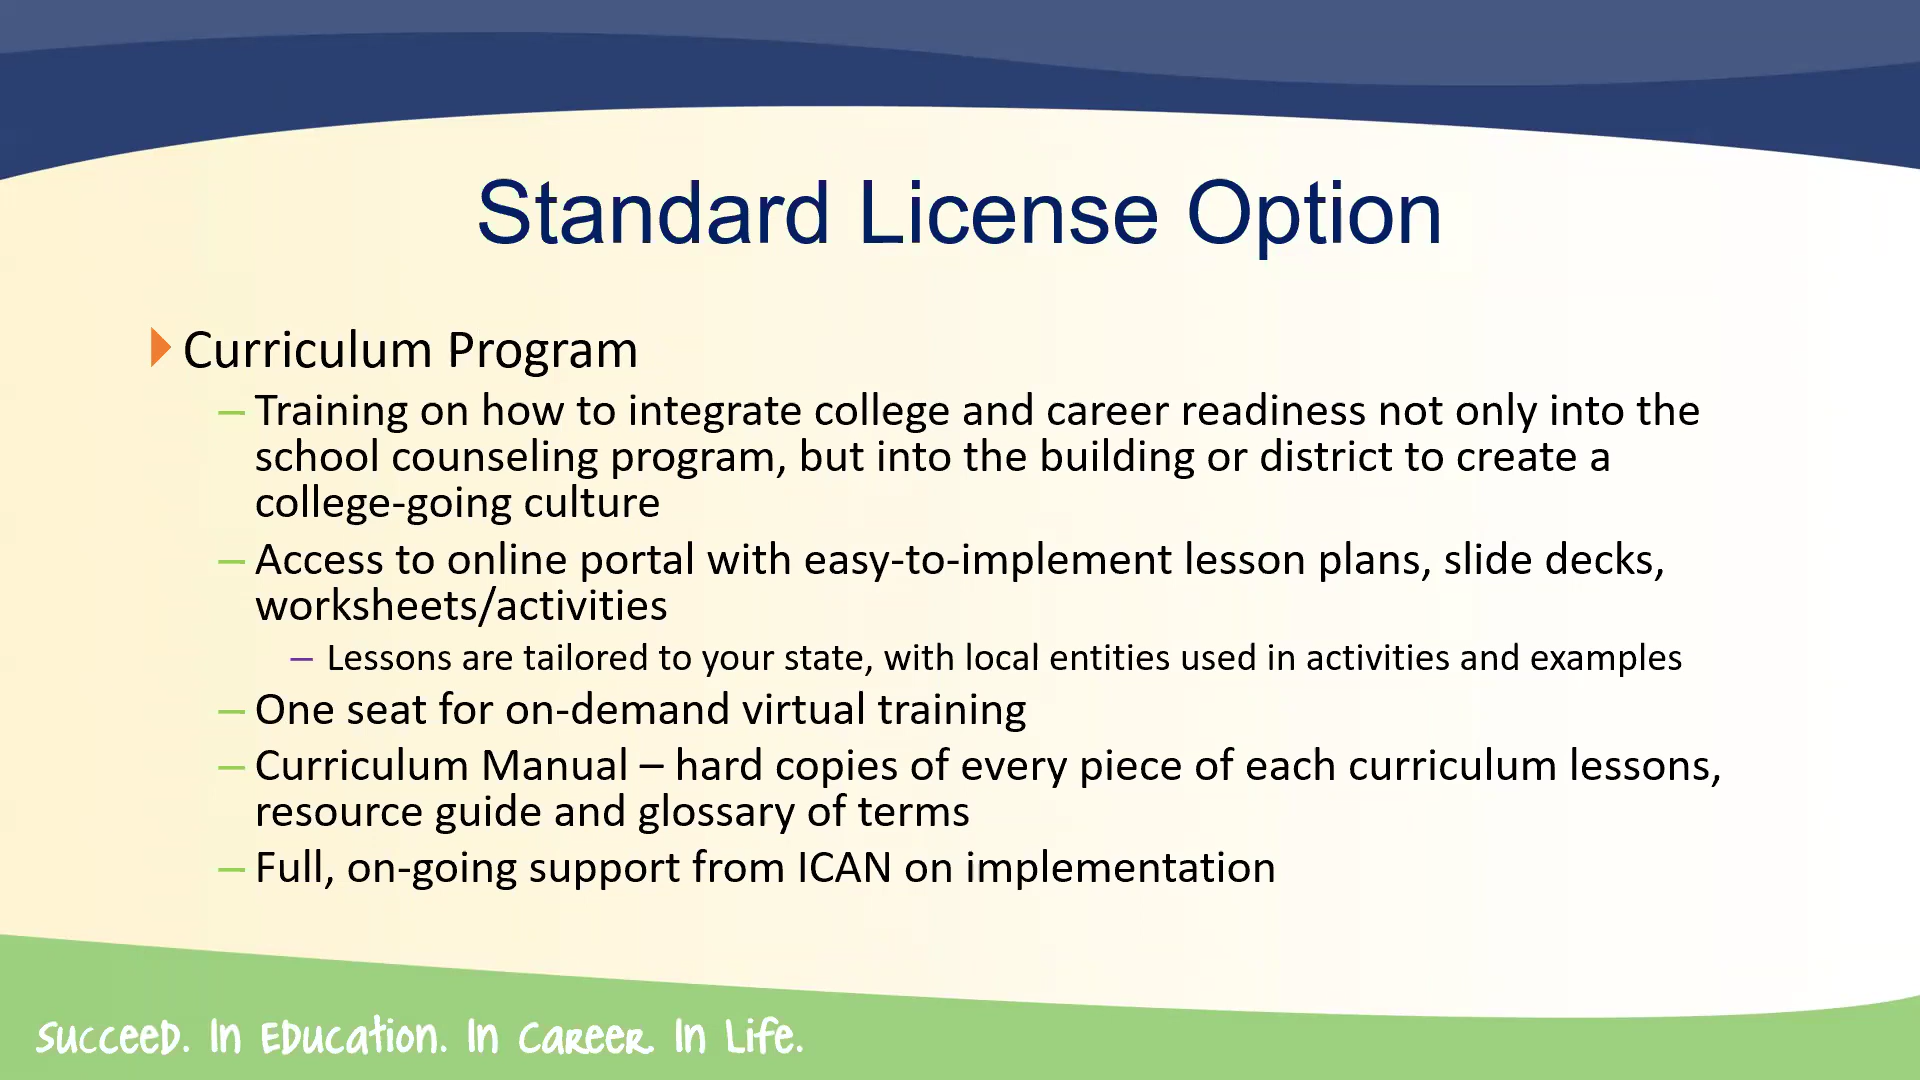 Standard License Option
Curriculum Program
– Training on how to integrate college and career readiness not only into the
school counseling program, but into the building or district to create a
college-going culture
– Access to online portal with easy-to-implement lesson plans, slide decks,
worksheets/activities
– Lessons are tailored to your state, with local entities used in activities and examples
– One seat for on-demand virtual training
– Curriculum Manual – hard copies of every piece of each curriculum lessons,
resource guide and glossary of terms
– Full, on-going support from ICAN on implementation
Succeed. In Education. In Career. In Life.